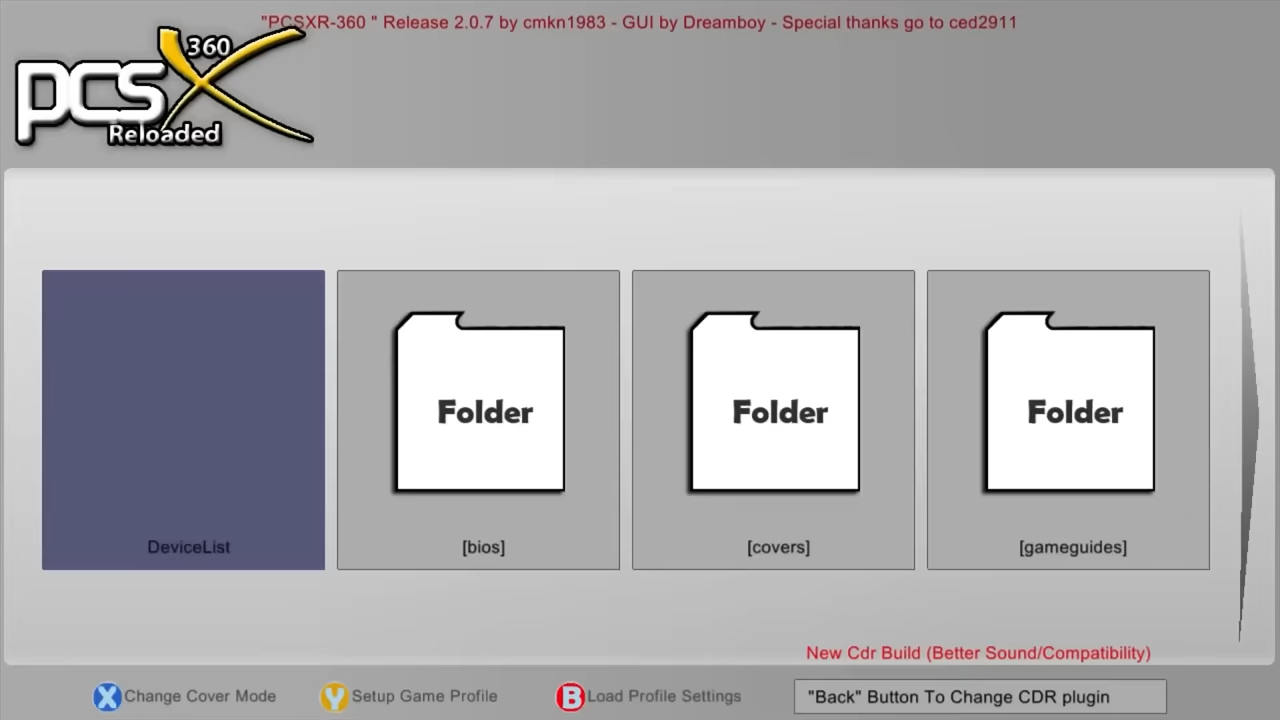 "PCSXR-360 " Release 2.0.7 by cmkn1983 - GUI by Dreamboy - Special thanks go to ced2911
360
pcsx
Reloaded
Folder
Folder
Folder
DeviceList
[bios]
[covers]
[gameguides]
New Cdr Build (Better Sound/Compatibility)
X Change Cover Mode
Y Setup Game Profile
B Load Profile Settings
"Back" Button To Change CDR plugin